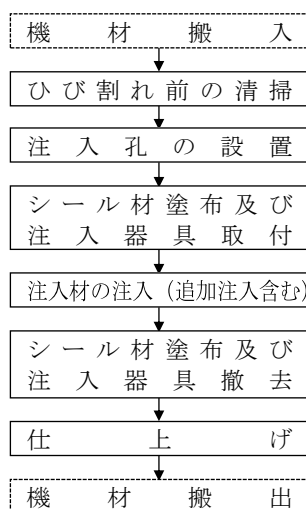 機材搬入
ひび割れ前の清掃
注入孔の設置
シール材塗布及び
注入器具取付
注入材の注入（追加注入含む）
シール材塗布及び
注入器具撤去
仕上げ
機材搬出